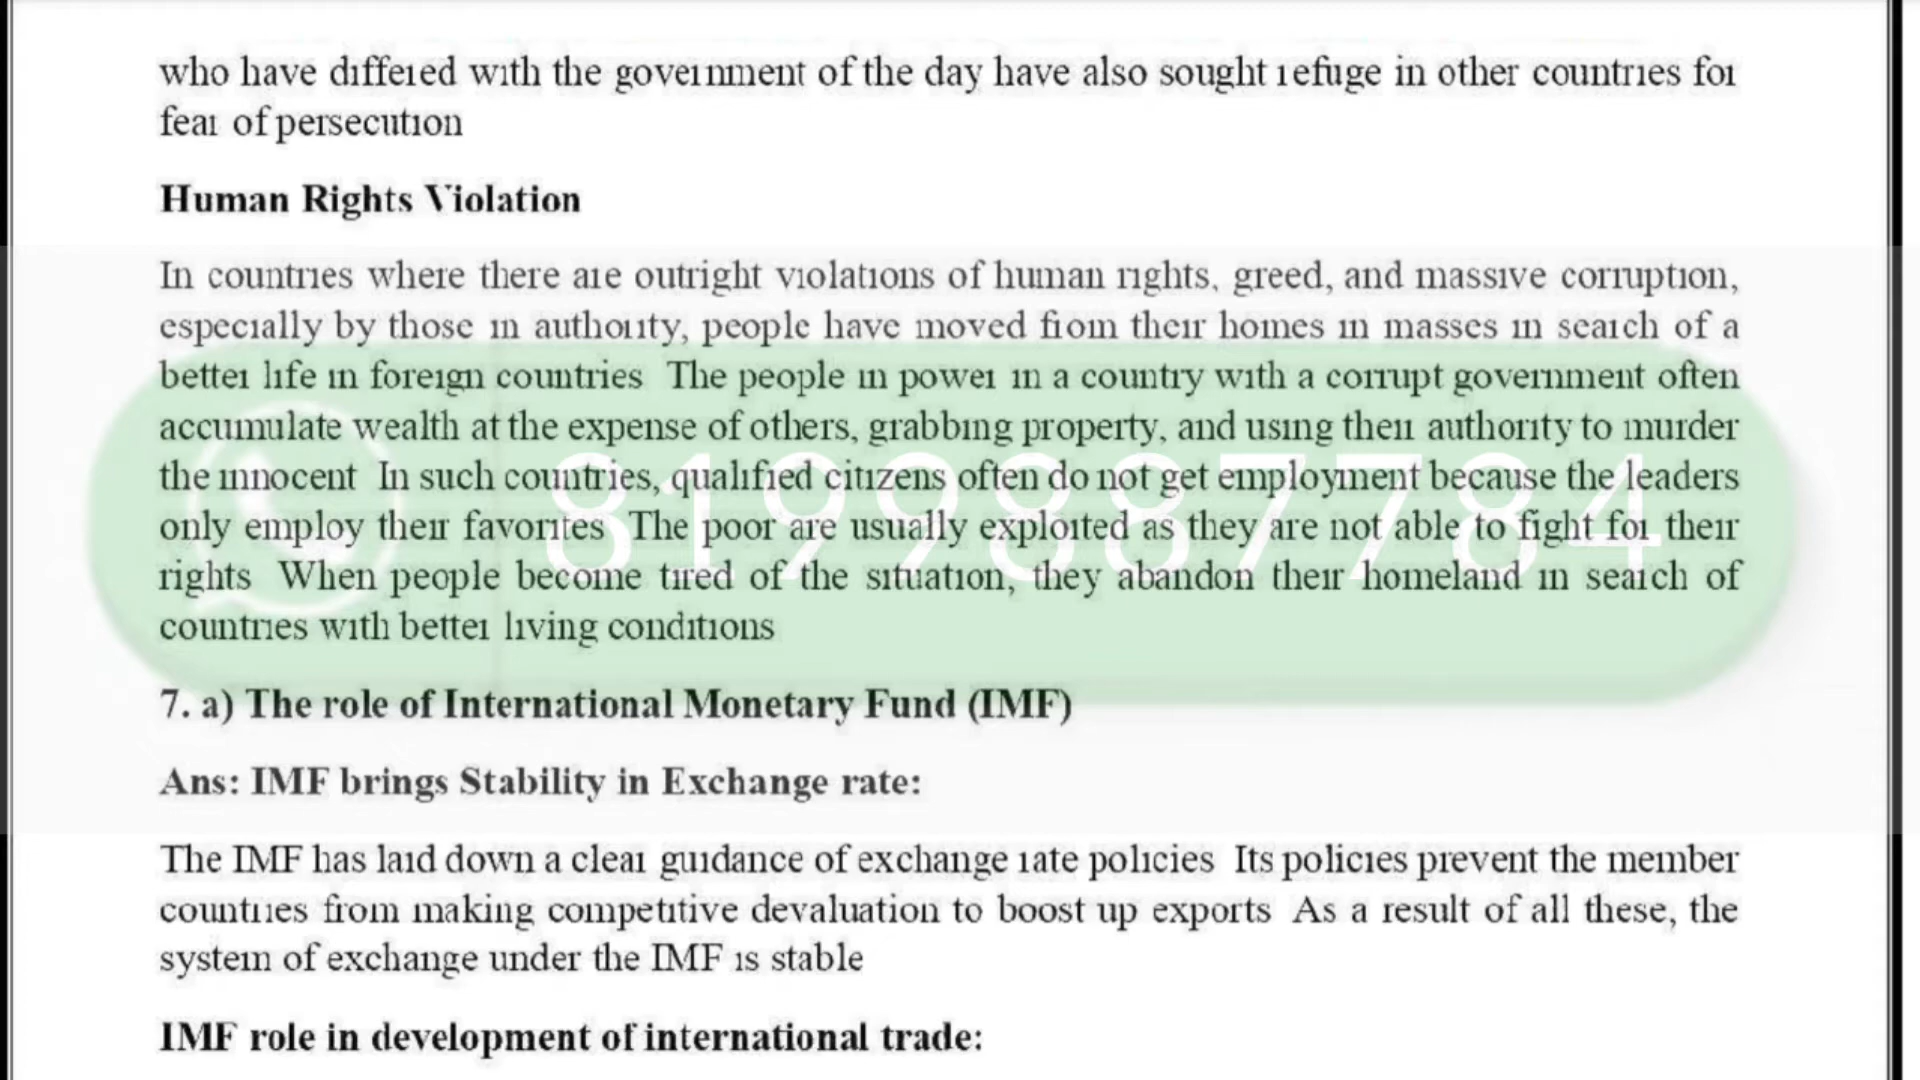 who have differed with the government of the day have also sought refuge in other countries for
fear of persecution
Human Rights Violation
In countries where there are outright violations of human rights, greed, and massive corruption,
especially by those in authority, people have moved from their homes in masses in search of a
better life in foreign countries The people in power in a country with a corrupt government often
accumulate wealth at the expense of others, grabbing property, and using their authority to murder
the innocent In such countries, qualified citizens often do not get employment because the leaders
8199887784
only employ their favorites The poor are usually exploited as they are not able to fight for their
rights When people become tired of the situation, they abandon their homeland in search of
countries with better living conditions
7. a) The role of International Monetary Fund (IMF)
Ans: IMF brings Stability in Exchange rate:
The IMF has laid down a clear guidance of exchange rate policies Its policies prevent the member
countries from making competitive devaluation to boost up exports As a result of all these, the
system of exchange under the IMF is stable
IMF role in development of international trade: